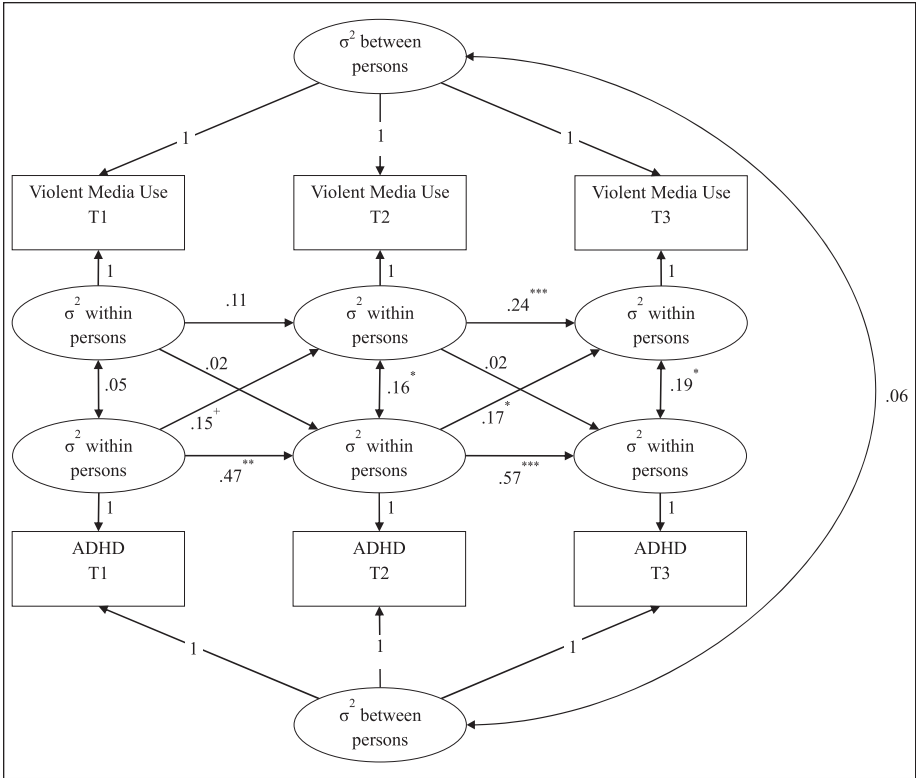 σ² between
persons
1
1
1
Violent Media Use
T1
Violent Media Use
T2
Violent Media Use
T3
1
1
1
σ² within
persons
.11
σ² within
persons
.24***
σ² within
persons
.05
.02
.15+
.16*
.02
.17*
.19*
.06
σ² within
persons
.47**
σ² within
persons
.57***
σ² within
persons
1
1
1
ADHD
T1
ADHD
T2
ADHD
T3
1
1
1
σ² between
persons